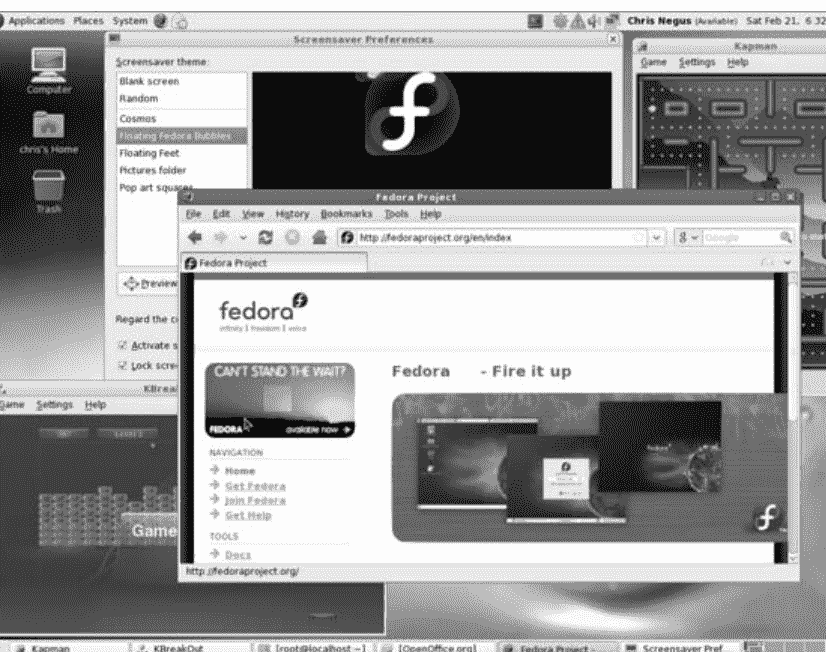 Applications Places System
Chris Negus (Available) Sat Feb 21, 6:32
Screensaver Preferences
Kapman
Computer
chris's Home
Trash
Screensaver theme:
Blank screen
Random
Cosmos
Floating Fedora Bubbles
Floating Feet
Pictures folder
Pop art squares
Preview
Regard the c
Activate s
Lock scre
Game Settings Help
Fedora Project
File Edit View History Bookmarks Tools Help
http://fedoraproject.org/en/index
Google
Fedora Project
fedora
infinity | freedom | voice
CAN'T STAND THE WAIT?
FEDORA available now
Fedora - Fire it up
NAVIGATION
Home
Get Fedora
Join Fedora
Get Help
TOOLS
Docs
http://fedoraproject.org/
KBrea
Game Settings Help
Game
Kapman KBreakOut [root@localhost:~] [OpenOffice.org] Fedora Project - Screensaver Pref...